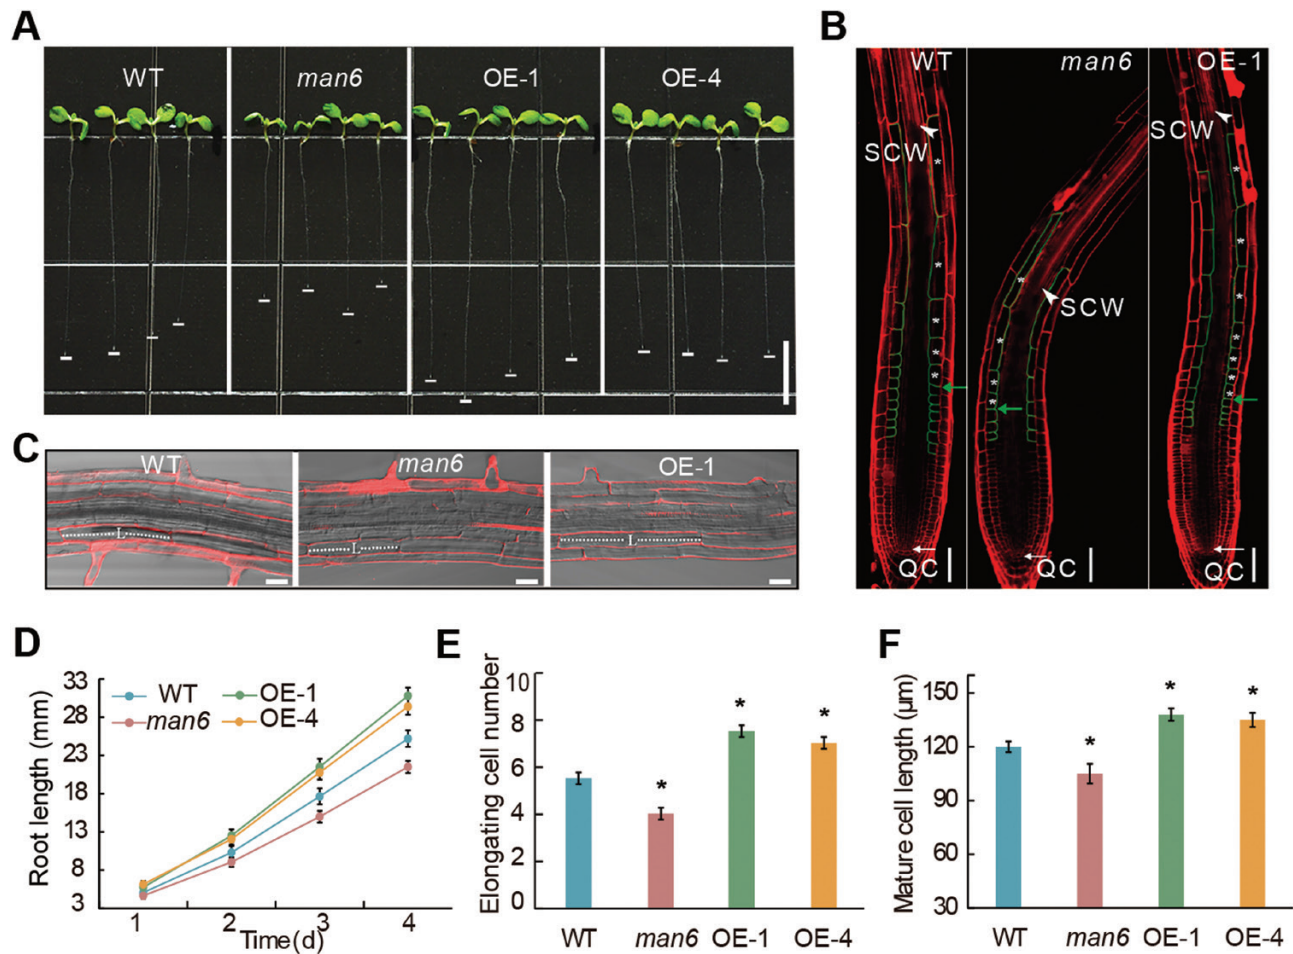 A
WT
man6
OE-1
OE-4
B
WT
man6
OE-1
SCW
SCW
SCW
QC
QC
QC
C
WT
man6
OE-1
L
L
L
D
Root length (mm)
33
28
23
18
13
8
3
WT
OE-1
man6
OE-4
1
2
3
4
Time(d)
E
Elongating cell number
10
8
6
4
2
0
*
*
*
WT
man6
OE-1
OE-4
F
Mature cell length (μm)
150
120
90
60
30
*
*
*
WT
man6
OE-1
OE-4